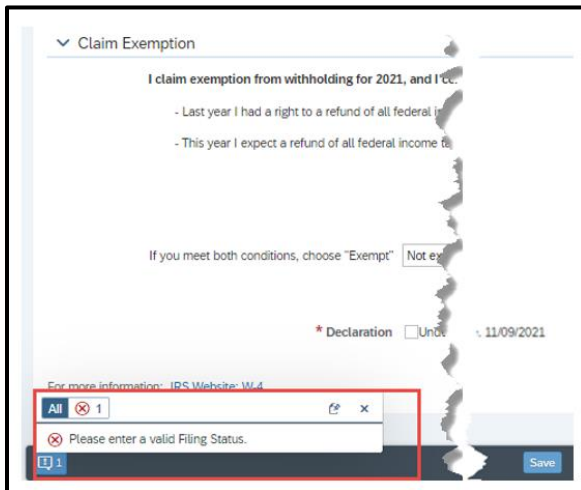 Claim Exemption
I claim exemption from withholding for 2021, and I
- Last year I had a right to a refund of all federal
- This year I expect a refund of all federal income
If you meet both conditions, choose "Exempt" Not
* Declaration 11/09/2021
For more information: IRS Website: W-4
All 1
Please enter a valid Filing Status.
1 Save